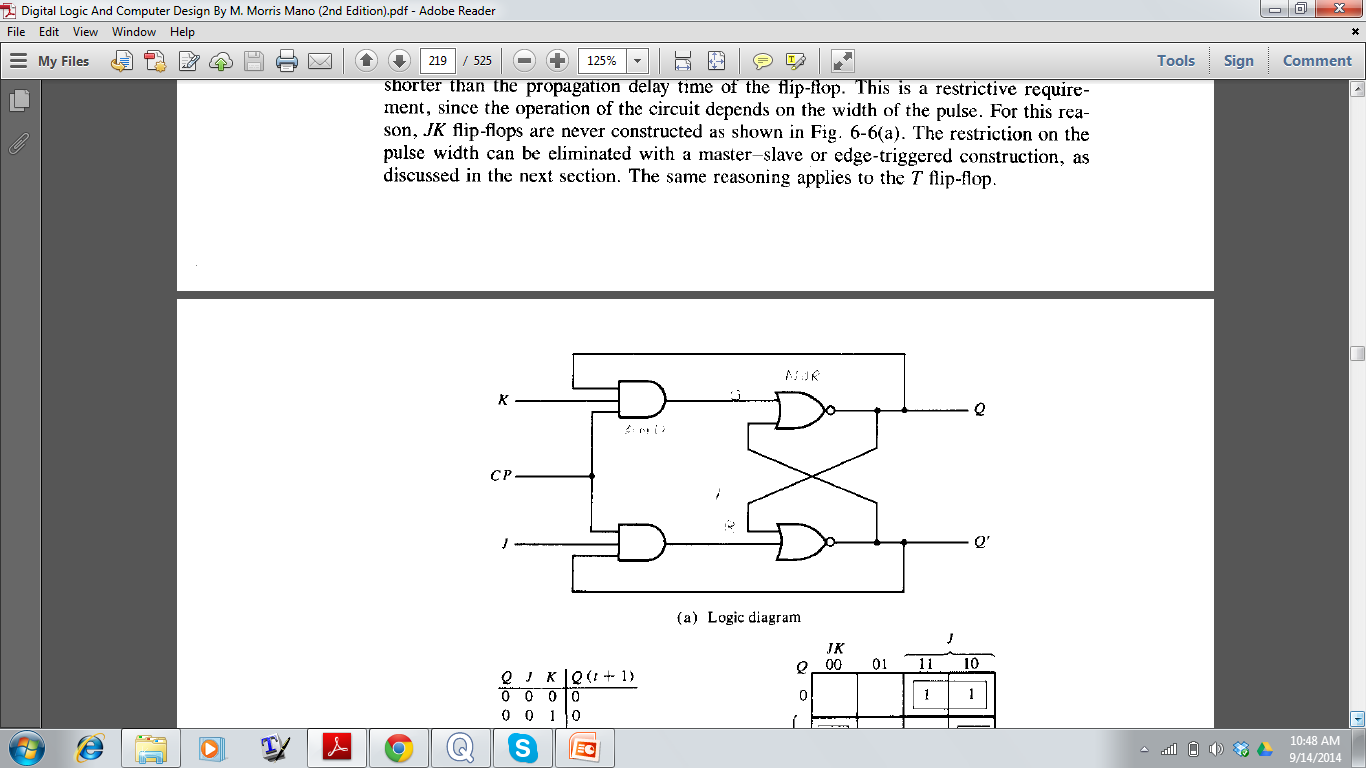 Digital Logic And Computer Design By M. Morris Mano (2nd Edition).pdf - Adobe Reader
File Edit View Window Help
My Files 219 / 525 125% Tools Sign Comment
shorter than the propagation delay time of the flip-flop. This is a restrictive require-
ment, since the operation of the circuit depends on the width of the pulse. For this rea-
son, JK flip-flops are never constructed as shown in Fig. 6-6(a). The restriction on the
pulse width can be eliminated with a master–slave or edge-triggered construction, as
discussed in the next section. The same reasoning applies to the T flip-flop.
NOR
K
Q
CP
J
Q'
(a) Logic diagram
J
JK
Q 00 01 11 10
Q J K Q(t + 1)
0 0 0 0
0 1 1
0 0 1 0
10:48 AM
9/14/2014